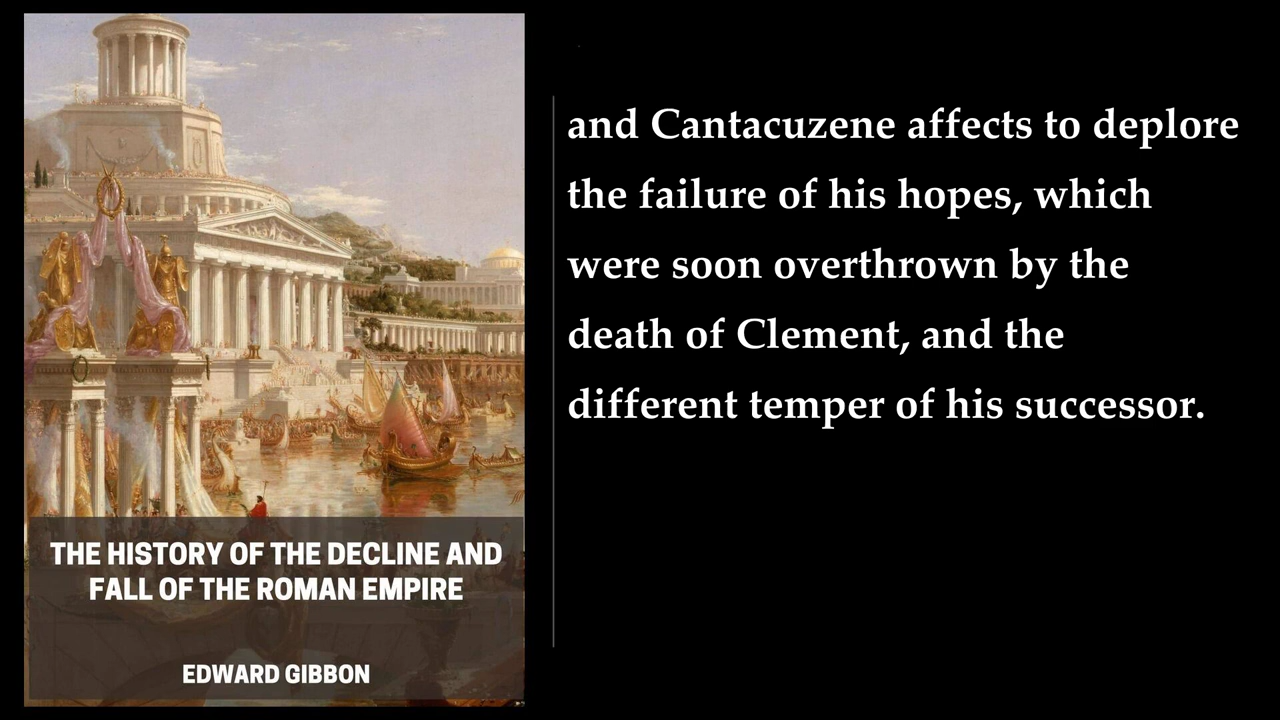 THE HISTORY OF THE DECLINE AND
FALL OF THE ROMAN EMPIRE
EDWARD GIBBON
and Cantacuzene affects to deplore
the failure of his hopes, which
were soon overthrown by the
death of Clement, and the
different temper of his successor.